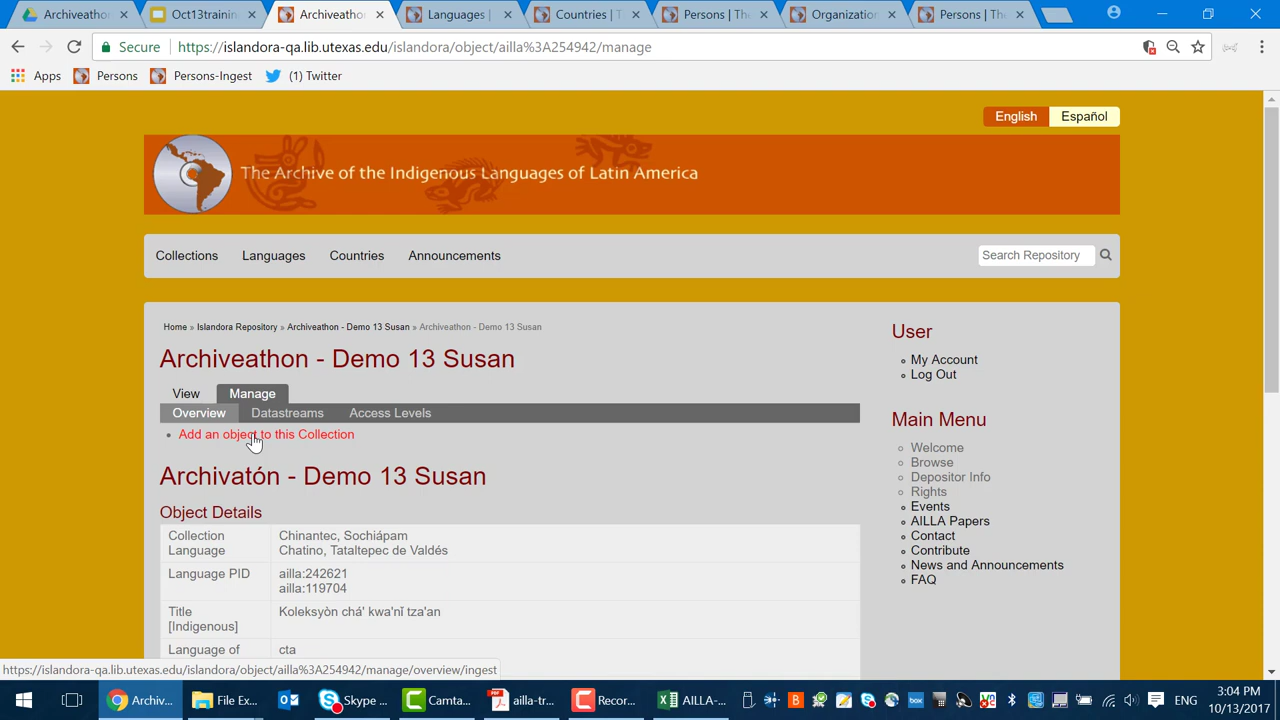 Archiveathon
Oct13training
Archiveathon
Languages |
Countries | T
Persons | The
Organization
Persons | The
Secure
https://islandora-qa.lib.utexas.edu/islandora/object/ailla%3A254942/manage
Apps
Persons
Persons-Ingest
(1) Twitter
English
Español
The Archive of the Indigenous Languages of Latin America
Collections
Languages
Countries
Announcements
Search Repository
Home » Islandora Repository » Archiveathon - Demo 13 Susan » Archiveathon - Demo 13 Susan
Archiveathon - Demo 13 Susan
View
Manage
Overview
Datastreams
Access Levels
Add an object to this Collection
Archivatón - Demo 13 Susan
Object Details
Collection Chinantec, Sochiápam
Language Chatino, Tataltepec de Valdés
Language PID ailla:242621
ailla:119704
Title Koleksyòn chá' kwa'nĩ tza'an
[Indigenous]
Language of cta
User
My Account
Log Out
Main Menu
Welcome
Browse
Depositor Info
Rights
Events
AILLA Papers
Contact
Contribute
News and Announcements
FAQ
https://islandora-qa.lib.utexas.edu/islandora/object/ailla%3A254942/manage/overview/ingest
Archiv...
File Ex...
Skype ...
Camta...
ailla-tr...
Recor...
AILLA-...
ENG
3:04 PM
10/13/2017